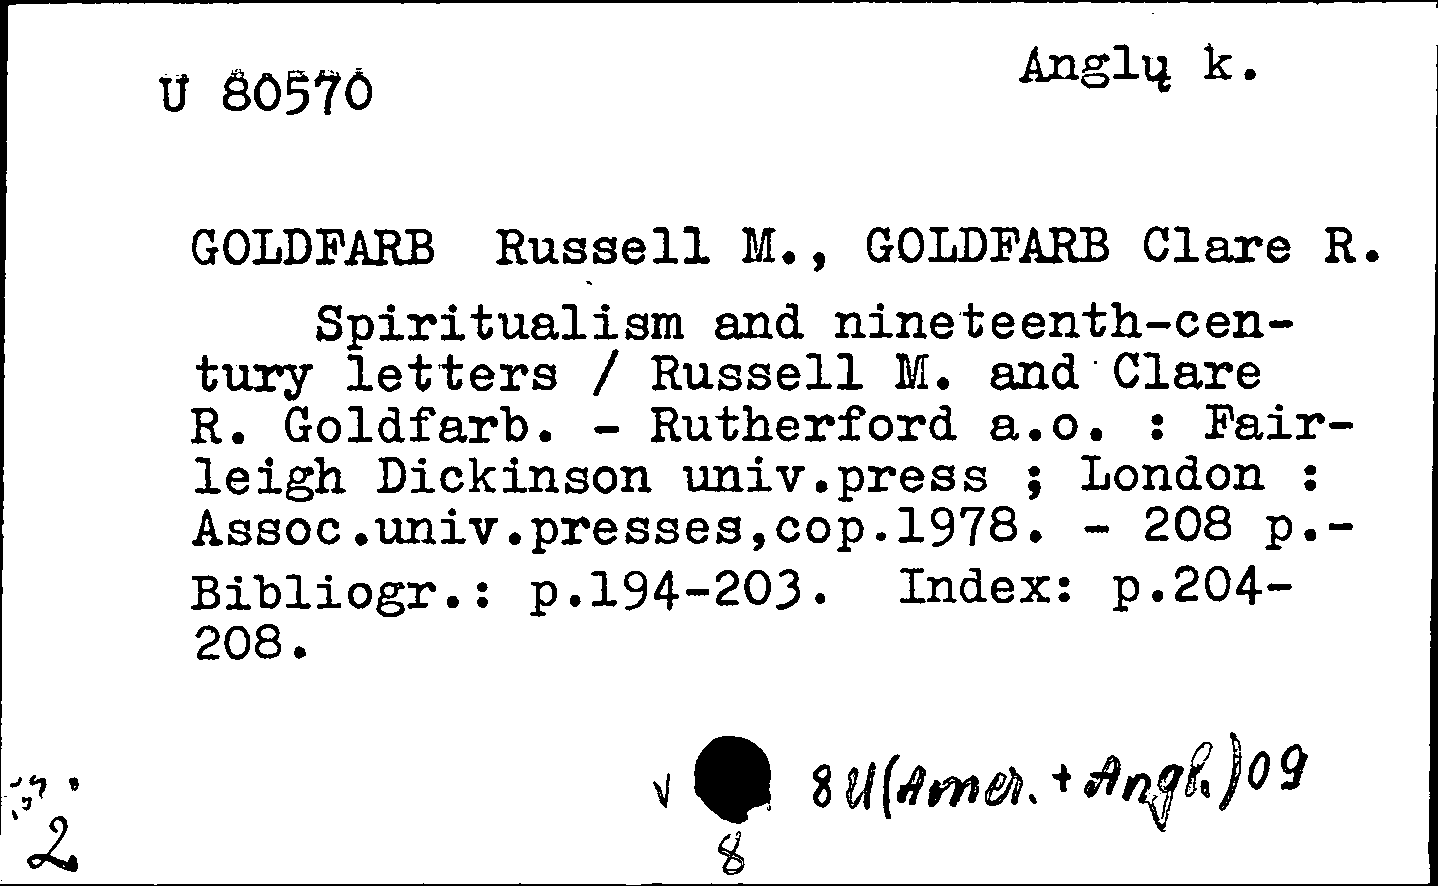 Anglų k.
U 80570
GOLDFARB Russell M., GOLDFARB Clare R.
Spiritualism and nineteenth-cen-
tury letters / Russell M. and Clare
R. Goldfarb. - Rutherford a.o. : Fair-
leigh Dickinson univ.press ; London :
Assoc.univ.presses,cop.1978. - 208 p.-
Bibliogr.: p.194-203. Index: p.204-
208.
v 8U(Amer.+Angl.)09
8
2